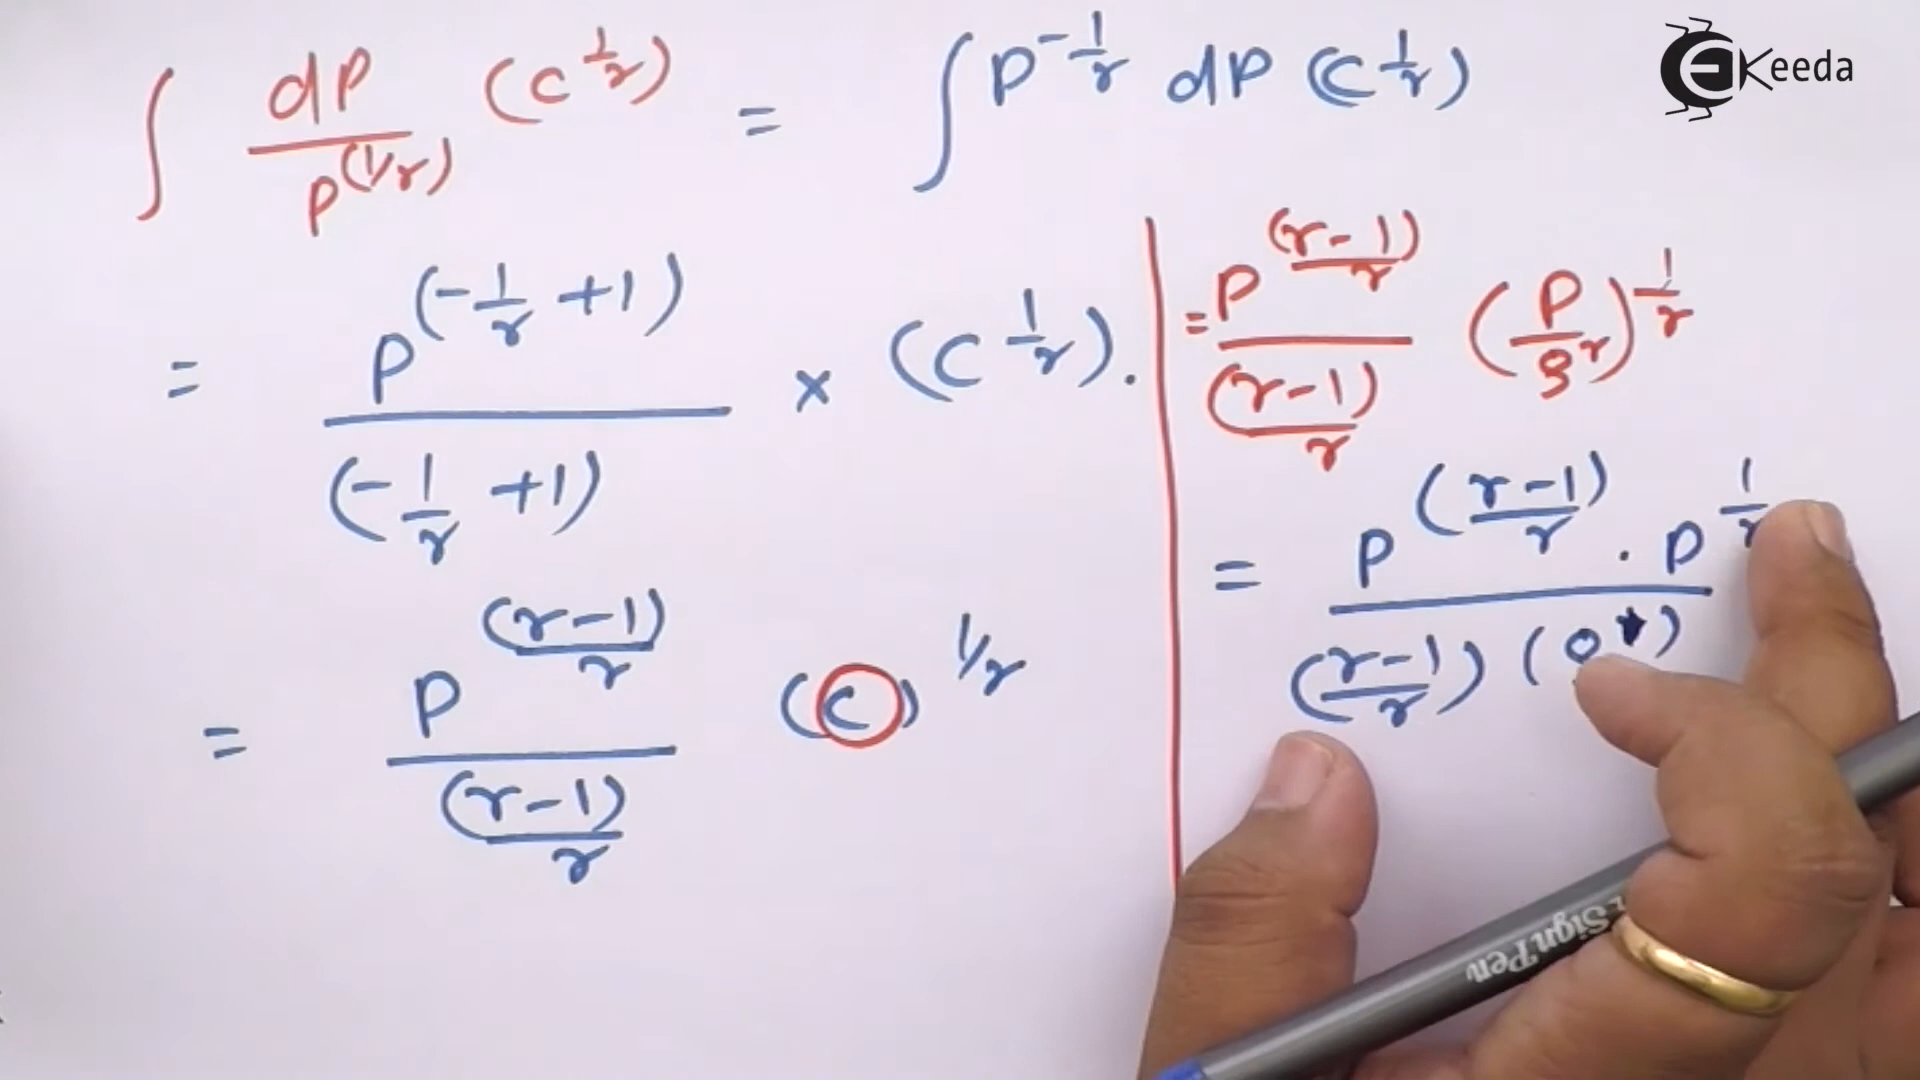 ∫ dP / P^(1/r) (C^1/r) = ∫ P^-1/r dP (C^1/r)
EKeeda
= P^(-1/r +1) / (-1/r +1) × (C^1/r).
= P^(r-1)/r / (r-1)/r (C)^1/r
= P^(r-1)/r / (r-1)/r (P/ρ^r)^1/r
= P^(r-1/r) . P^1/r / (r-1/r) (ρ)
Sign Pen